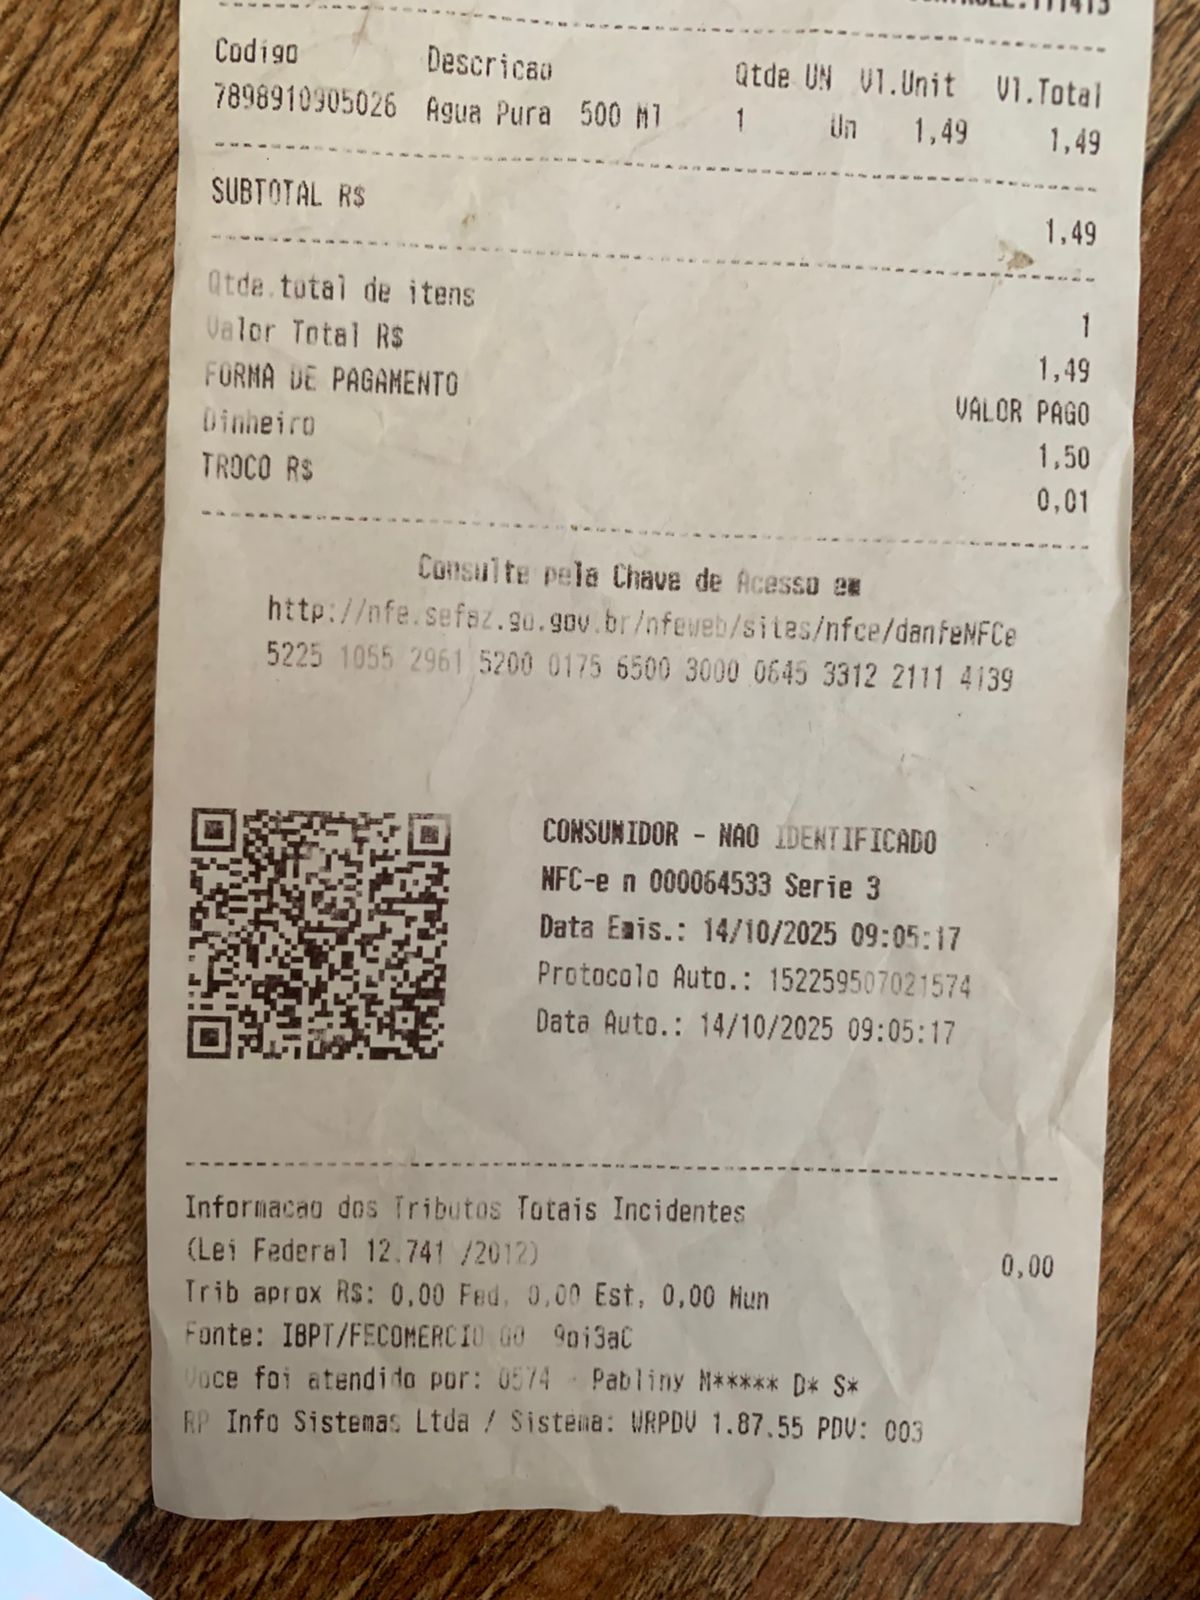 Codigo Descricao Qtde UN Vl.Unit Vl.Total
7898910905026 Agua Pura 500 Ml 1 Un 1,49 1,49
SUBTOTAL R$ 1,49
Qtde.total de itens 1
Valor Total R$ 1,49
FORMA DE PAGAMENTO VALOR PAGO
Dinheiro 1,50
TROCO R$ 0,01
Consulte pela Chave de Acesso em
http://nfe.sefaz.go.gov.br/nfeweb/sites/nfce/danfeNFCe
5225 1055 2961 5200 0175 6500 3000 0645 3312 2111 4139
CONSUMIDOR - NAO IDENTIFICADO
NFC-e n 000064533 Serie 3
Data Emis.: 14/10/2025 09:05:17
Protocolo Auto.: 152259507021574
Data Auto.: 14/10/2025 09:05:17
Informacao dos Tributos Totais Incidentes
(Lei Federal 12.741 /2012) 0,00
Trib aprox R$: 0,00 Fed, 0,00 Est, 0,00 Mun
Fonte: IBPT/FECOMERCIO GO 9oi3aC
Voce foi atendido por: 0574 - Pabliny N***** D* S*
RP Info Sistemas Ltda / Sistema: WRPDV 1.87.55 PDV: 003